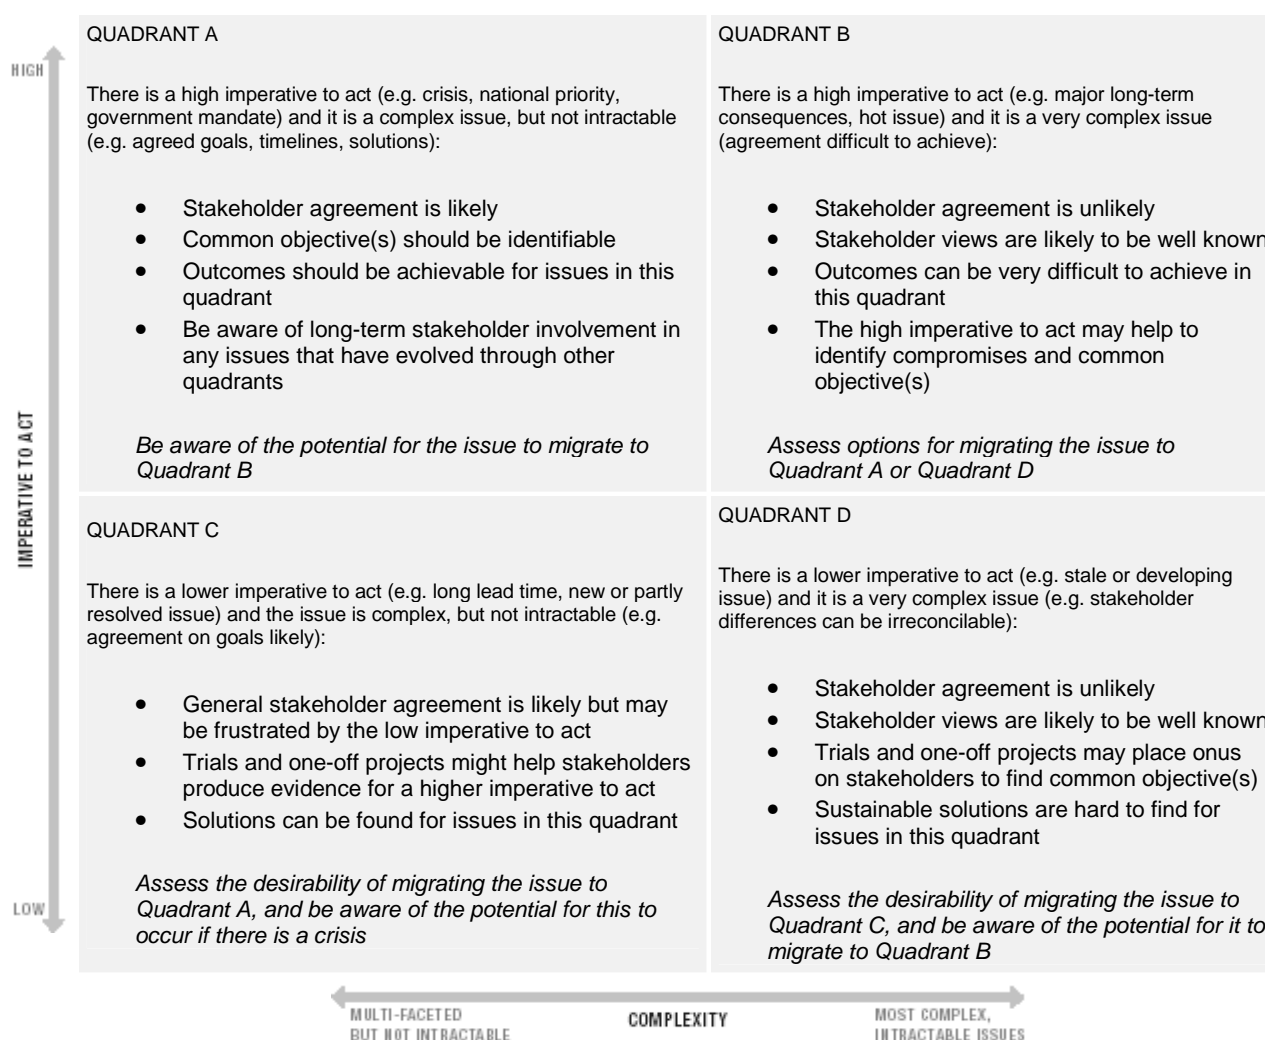 HIGH
IMPERATIVE TO ACT
LOW
QUADRANT A
There is a high imperative to act (e.g. crisis, national priority,
government mandate) and it is a complex issue, but not intractable
(e.g. agreed goals, timelines, solutions):
• Stakeholder agreement is likely
• Common objective(s) should be identifiable
• Outcomes should be achievable for issues in this
quadrant
• Be aware of long-term stakeholder involvement in
any issues that have evolved through other
quadrants
Be aware of the potential for the issue to migrate to
Quadrant B
QUADRANT B
There is a high imperative to act (e.g. major long-term
consequences, hot issue) and it is a very complex issue
(agreement difficult to achieve):
• Stakeholder agreement is unlikely
• Stakeholder views are likely to be well known
• Outcomes can be very difficult to achieve in
this quadrant
• The high imperative to act may help to
identify compromises and common
objective(s)
Assess options for migrating the issue to
Quadrant A or Quadrant D
QUADRANT C
There is a lower imperative to act (e.g. long lead time, new or partly
resolved issue) and the issue is complex, but not intractable (e.g.
agreement on goals likely):
• General stakeholder agreement is likely but may
be frustrated by the low imperative to act
• Trials and one-off projects might help stakeholders
produce evidence for a higher imperative to act
• Solutions can be found for issues in this quadrant
Assess the desirability of migrating the issue to
Quadrant A, and be aware of the potential for this to
occur if there is a crisis
QUADRANT D
There is a lower imperative to act (e.g. stale or developing
issue) and it is a very complex issue (e.g. stakeholder
differences can be irreconcilable):
• Stakeholder agreement is unlikely
• Stakeholder views are likely to be well known
• Trials and one-off projects may place onus
on stakeholders to find common objective(s)
• Sustainable solutions are hard to find for
issues in this quadrant
Assess the desirability of migrating the issue to
Quadrant C, and be aware of the potential for it to
migrate to Quadrant B
MULTI-FACETED
BUT NOT INTRACTABLE
COMPLEXITY
MOST COMPLEX,
INTRACTABLE ISSUES